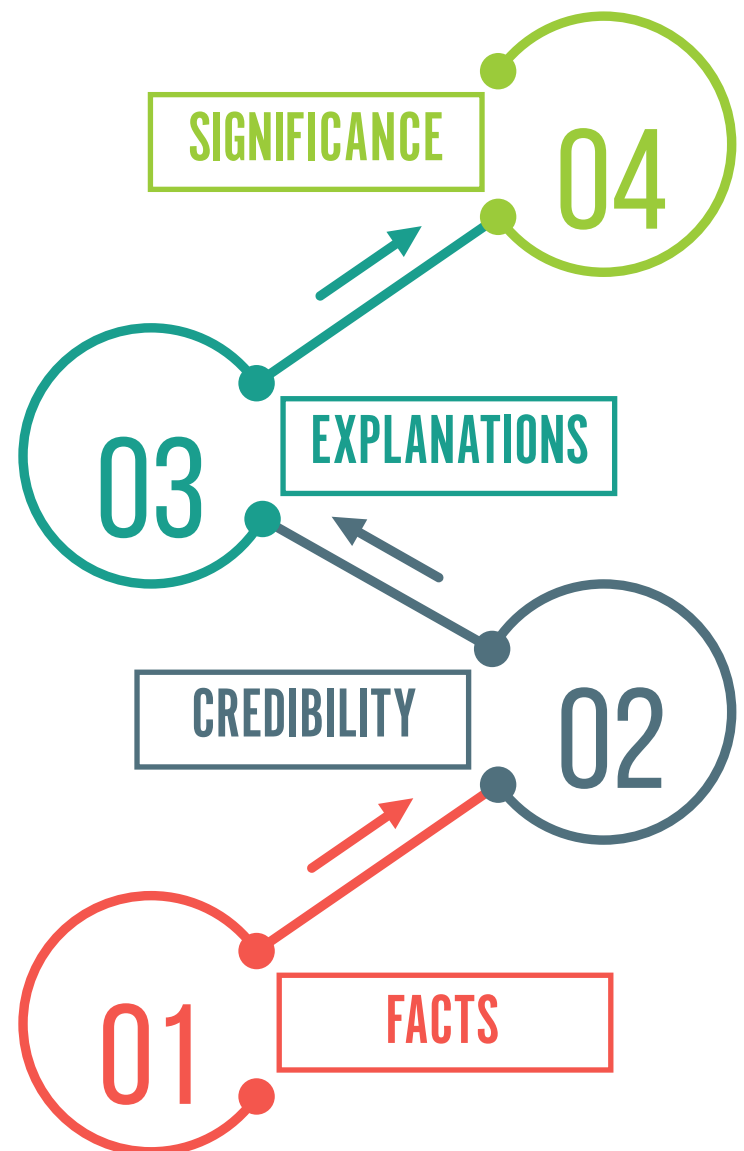 SIGNIFICANCE
04
03
EXPLANATIONS
CREDIBILITY
02
01
FACTS